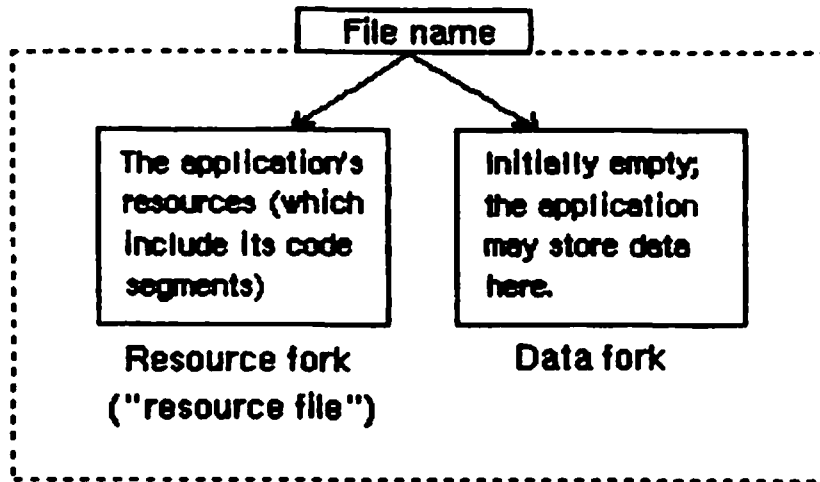 File name
The application's
resources (which
include its code
segments)
Initially empty;
the application
may store data
here.
Resource fork
("resource file")
Data fork